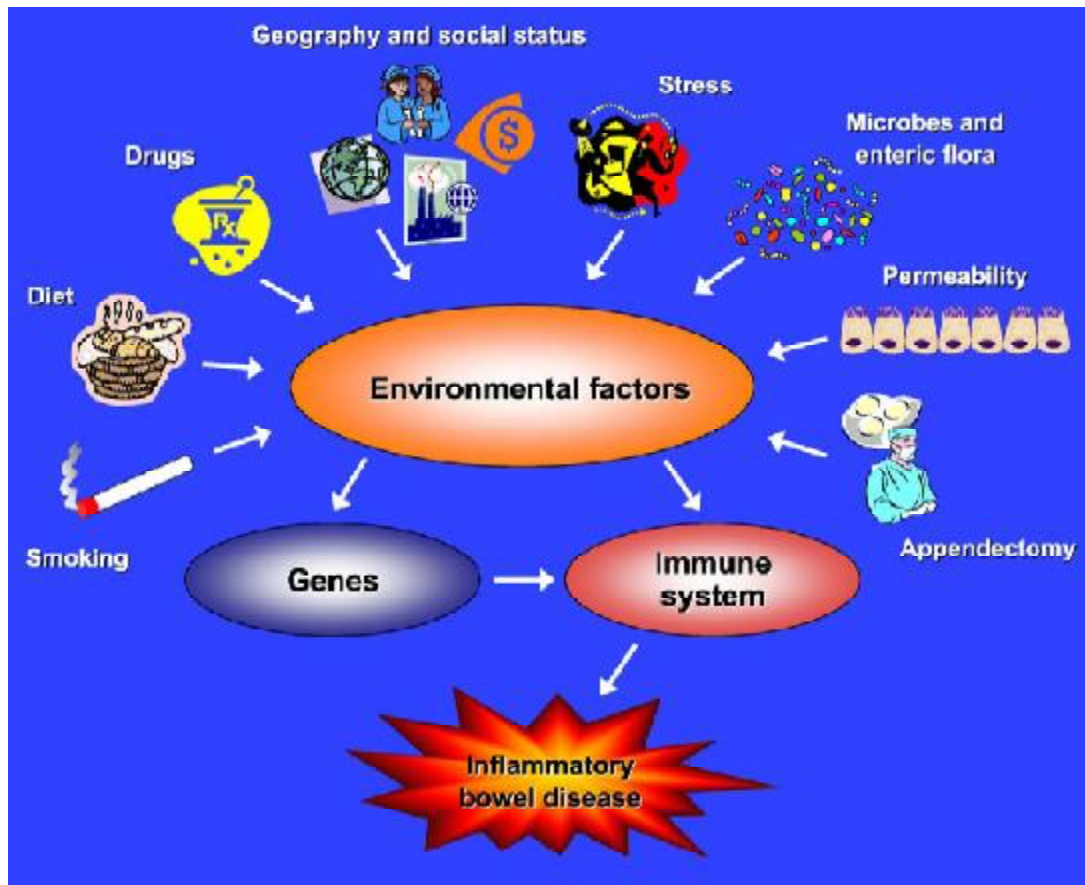 Geography and social status
Stress
Microbes and
enteric flora
Drugs
Rx
$
Permeability
Diet
Environmental factors
Smoking
Appendectomy
Genes
Immune
system
Inflammatory
bowel disease